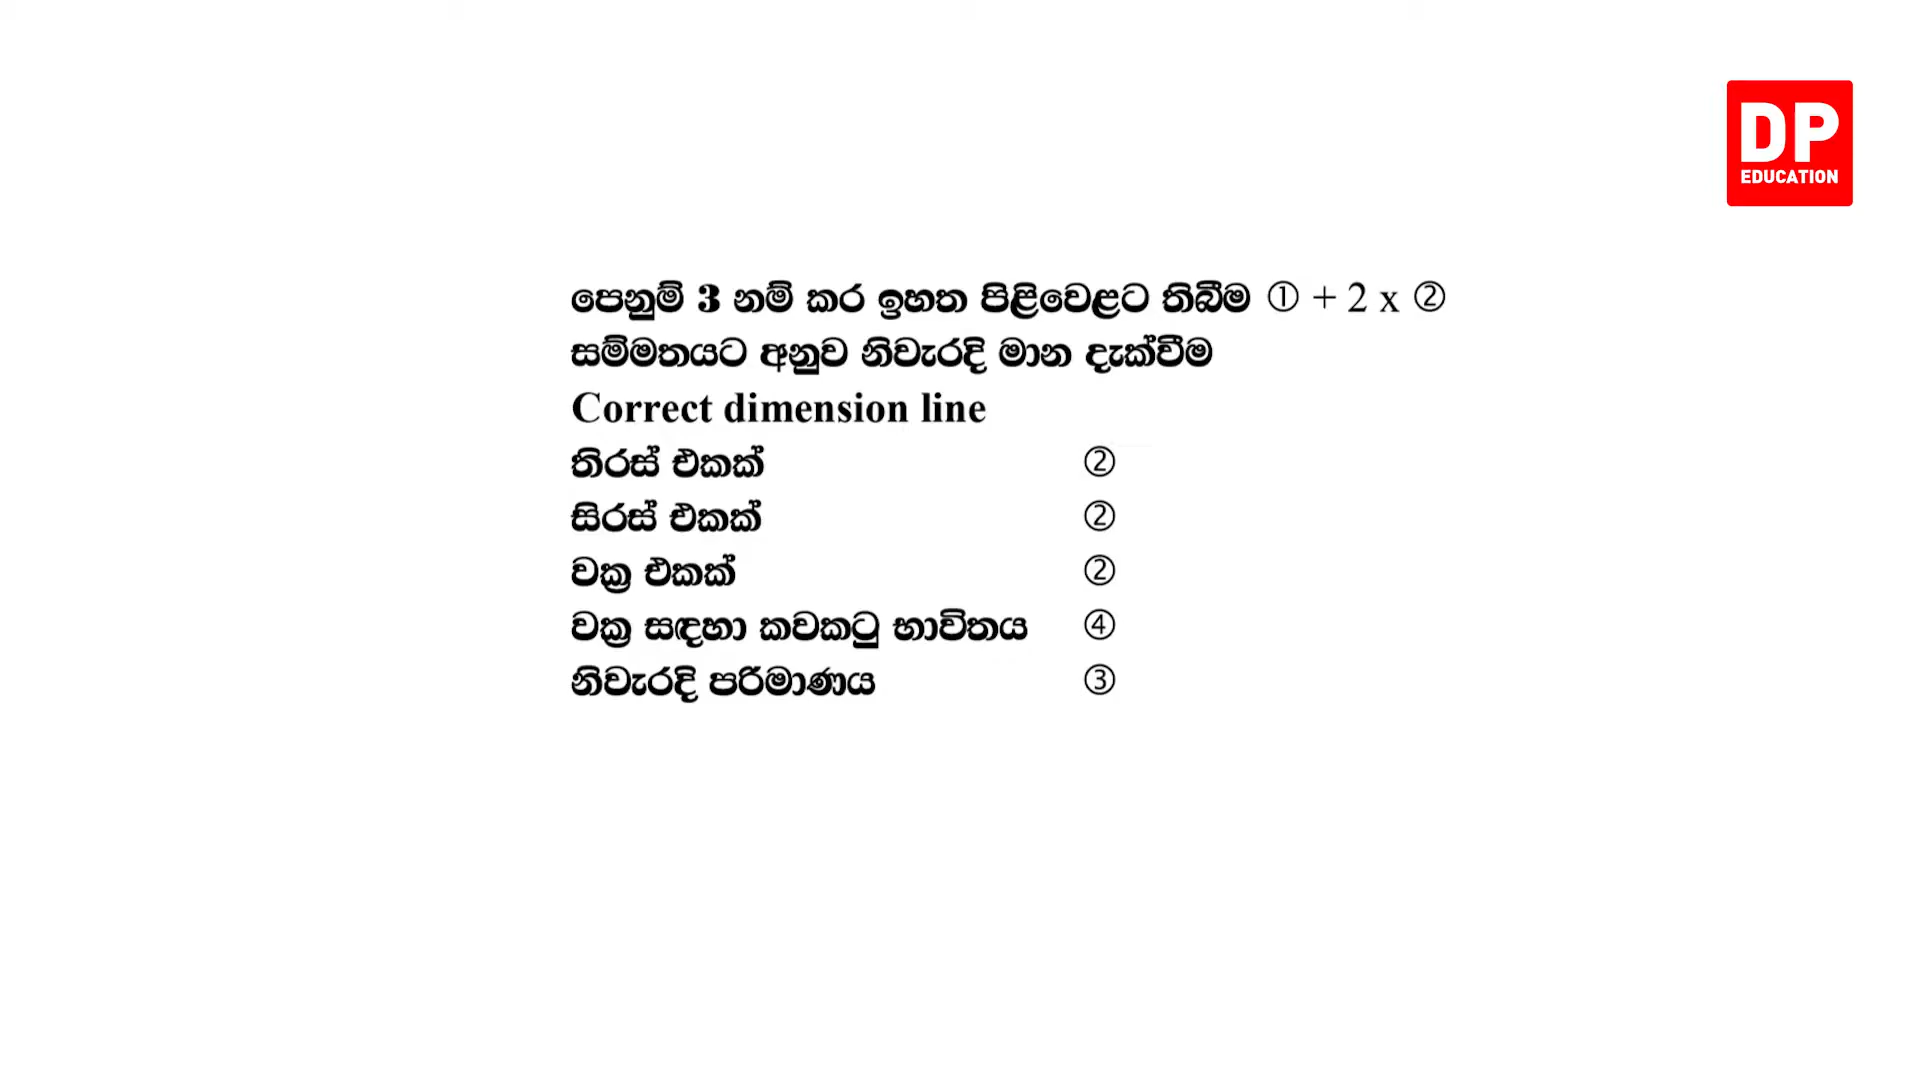 DP
EDUCATION
පෙනුම් 3 නම් කර ඉහත පිළිවෙළට තිබීම ① + 2 x ②
සම්මතයට අනුව නිවැරදි මාන දැක්වීම
Correct dimension line
තිරස් එකක් ②
සිරස් එකක් ②
වක්‍ර එකක් ②
වක්‍ර සඳහා කවකටු භාවිතය ④
නිවැරදි පරිමාණය ③